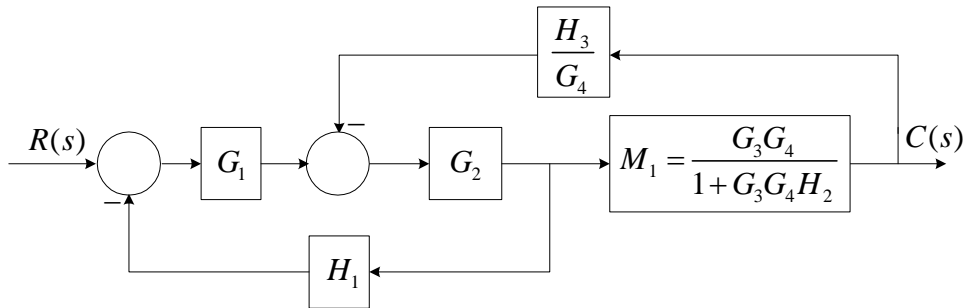 H₃
G₄
R(s)
C(s)
G₁
G₂
M₁ = G₃G₄
1 + G₃G₄H₂
H₁
−
−